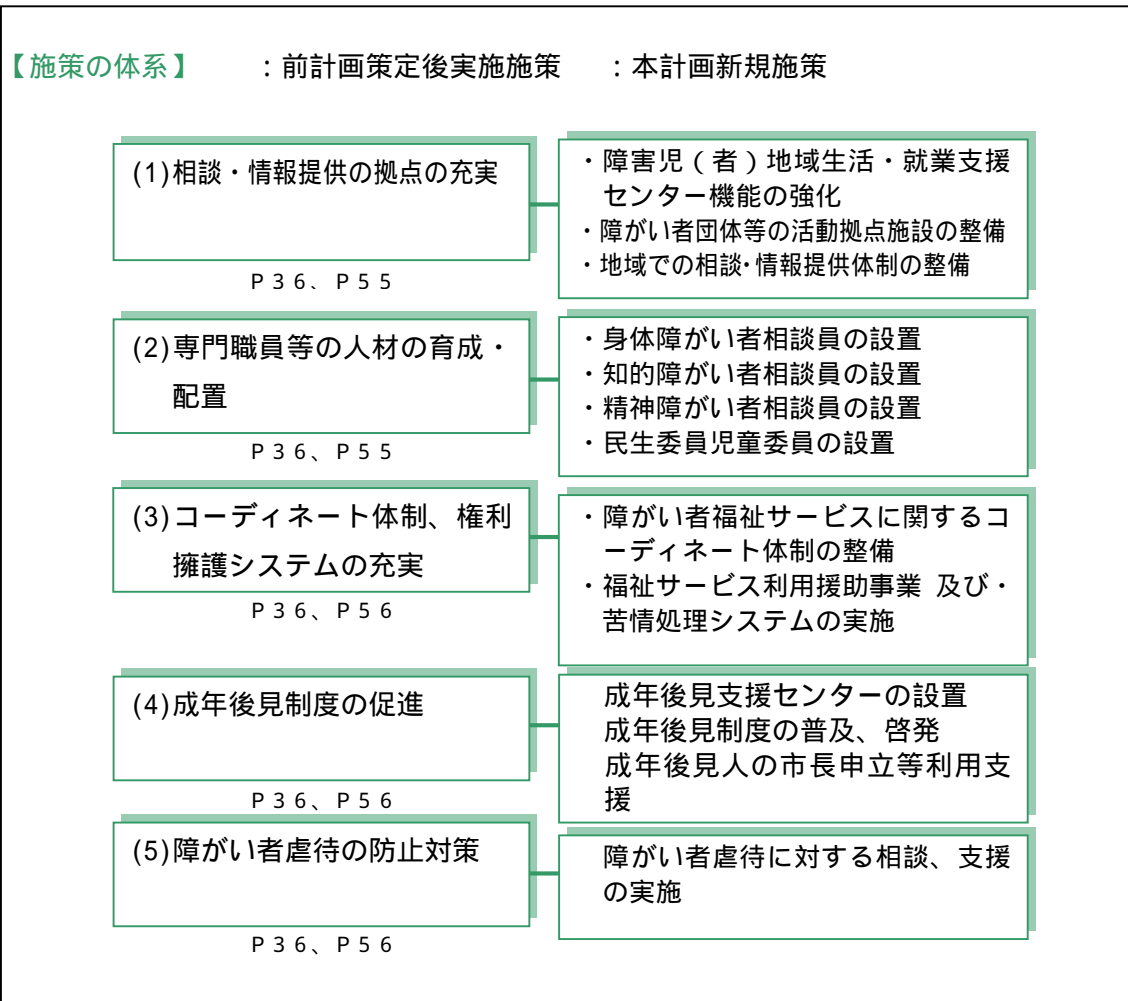 【施策の体系】　：前計画策定後実施施策　：本計画新規施策
(1)相談・情報提供の拠点の充実
P36、P55
・障害児（者）地域生活・就業支援
センター機能の強化
・障がい者団体等の活動拠点施設の整備
・地域での相談・情報提供体制の整備
(2)専門職員等の人材の育成・
配置
P36、P55
・身体障がい者相談員の設置
・知的障がい者相談員の設置
・精神障がい者相談員の設置
・民生委員児童委員の設置
(3)コーディネート体制、権利
擁護システムの充実
P36、P56
・障がい者福祉サービスに関するコ
ーディネート体制の整備
・福祉サービス利用援助事業 及び・
苦情処理システムの実施
(4)成年後見制度の促進
P36、P56
成年後見支援センターの設置
成年後見制度の普及、啓発
成年後見人の市長申立等利用支
援
(5)障がい者虐待の防止対策
P36、P56
障がい者虐待に対する相談、支援
の実施